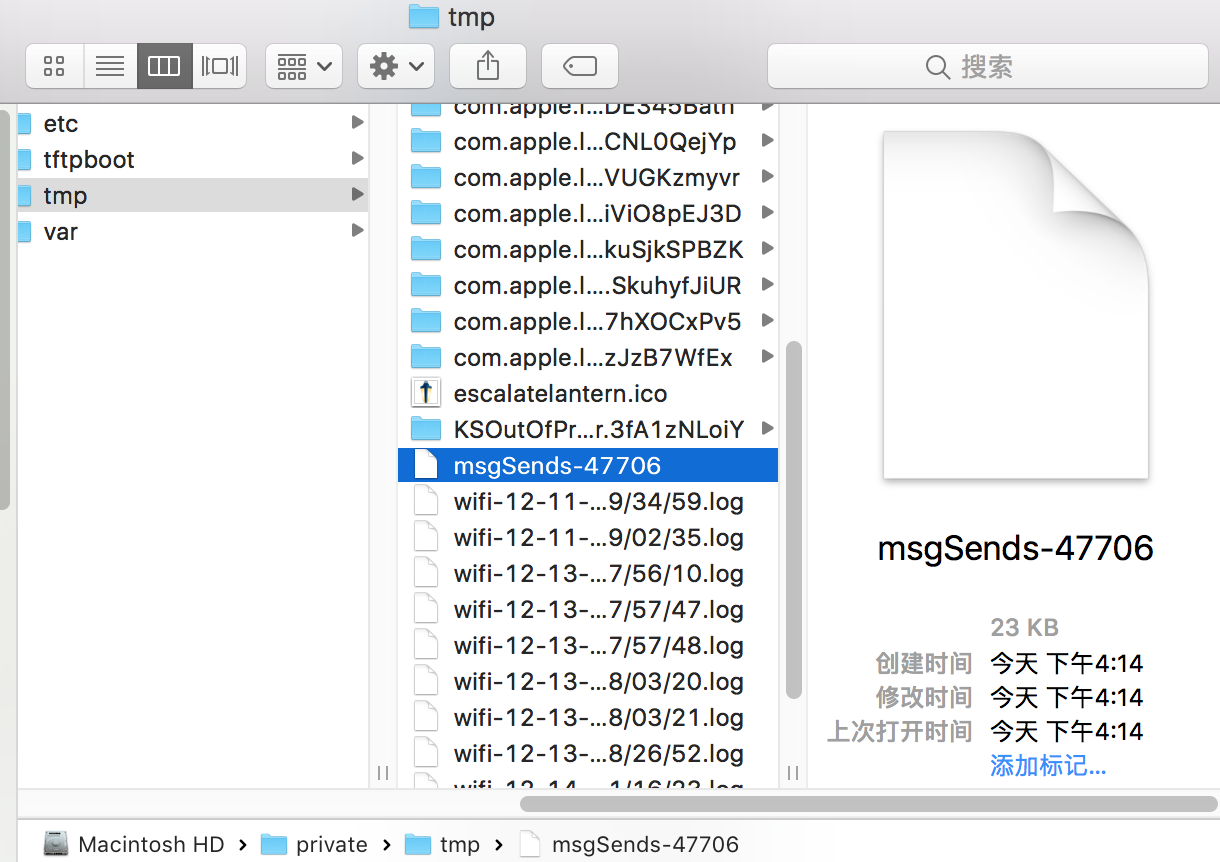 tmp
搜索
etc
tftpboot
tmp
var
com.apple.l...DE345Bath
com.apple.l...CNL0QejYp
com.apple.l...VUGKzmyvr
com.apple.l...iViO8pEJ3D
com.apple.l...kuSjkSPBZK
com.apple.l....SkuhyfJiUR
com.apple.l...7hXOCxPv5
com.apple.l...zJzB7WfEx
escalatelantern.ico
KSOutOfPr...r.3fA1zNLoiY
msgSends-47706
wifi-12-11-...9/34/59.log
wifi-12-11-...9/02/35.log
wifi-12-13-...7/56/10.log
wifi-12-13-...7/57/47.log
wifi-12-13-...7/57/48.log
wifi-12-13-...8/03/20.log
wifi-12-13-...8/03/21.log
wifi-12-13-...8/26/52.log
wifi-12-14-...1/16/23.log
msgSends-47706
23 KB
创建时间 今天 下午4:14
修改时间 今天 下午4:14
上次打开时间 今天 下午4:14
添加标记...
Macintosh HD › private › tmp › msgSends-47706